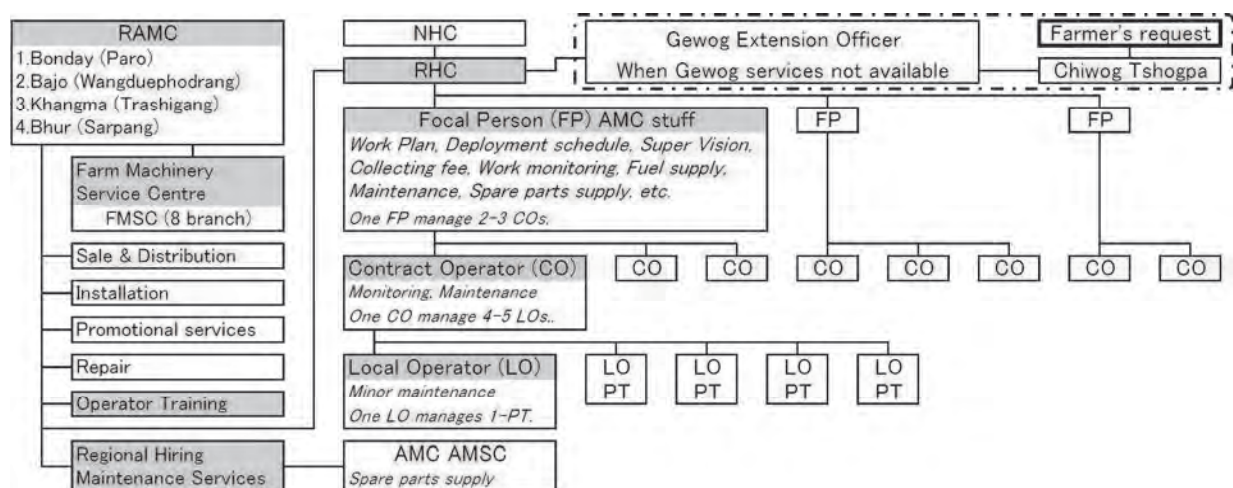 RAMC
1.Bonday (Paro)
2.Bajo (Wangduephodrang)
3.Khangma (Trashigang)
4.Bhur (Sarpang)
Farm Machinery
Service Centre
FMSC (8 branch)
Sale & Distribution
Installation
Promotional services
Repair
Operator Training
Regional Hiring
Maintenance Services
NHC
RHC
Gewog Extension Officer
When Gewog services not available
Farmer's request
Chiwog Tshogpa
Focal Person (FP) AMC stuff
Work Plan, Deployment schedule, Super Vision,
Collecting fee, Work monitoring, Fuel supply,
Maintenance, Spare parts supply, etc.
One FP manage 2-3 COs.
FP
FP
Contract Operator (CO)
Monitoring, Maintenance
One CO manage 4-5 LOs..
CO
CO
CO
CO
CO
CO
CO
Local Operator (LO)
Minor maintenance
One LO manages 1-PT.
LO
PT
LO
PT
LO
PT
LO
PT
AMC AMSC
Spare parts supply